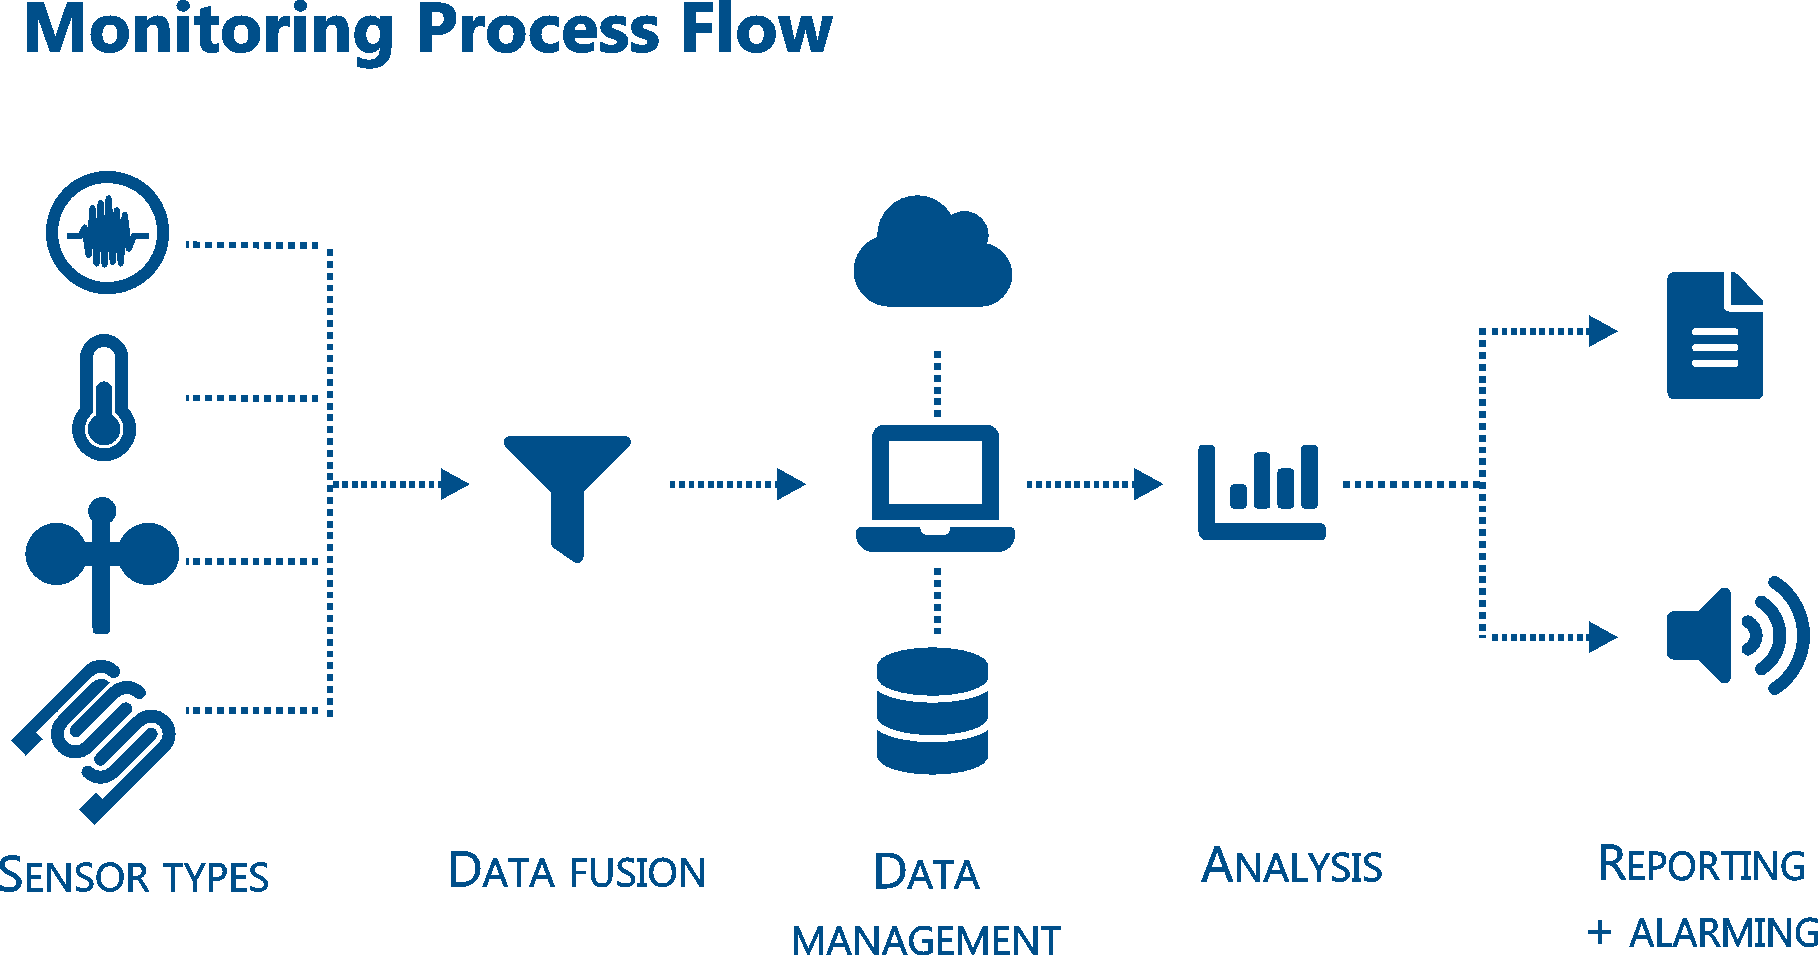 Monitoring Process Flow
SENSOR TYPES
DATA FUSION
DATA
MANAGEMENT
ANALYSIS
REPORTING
+ ALARMING